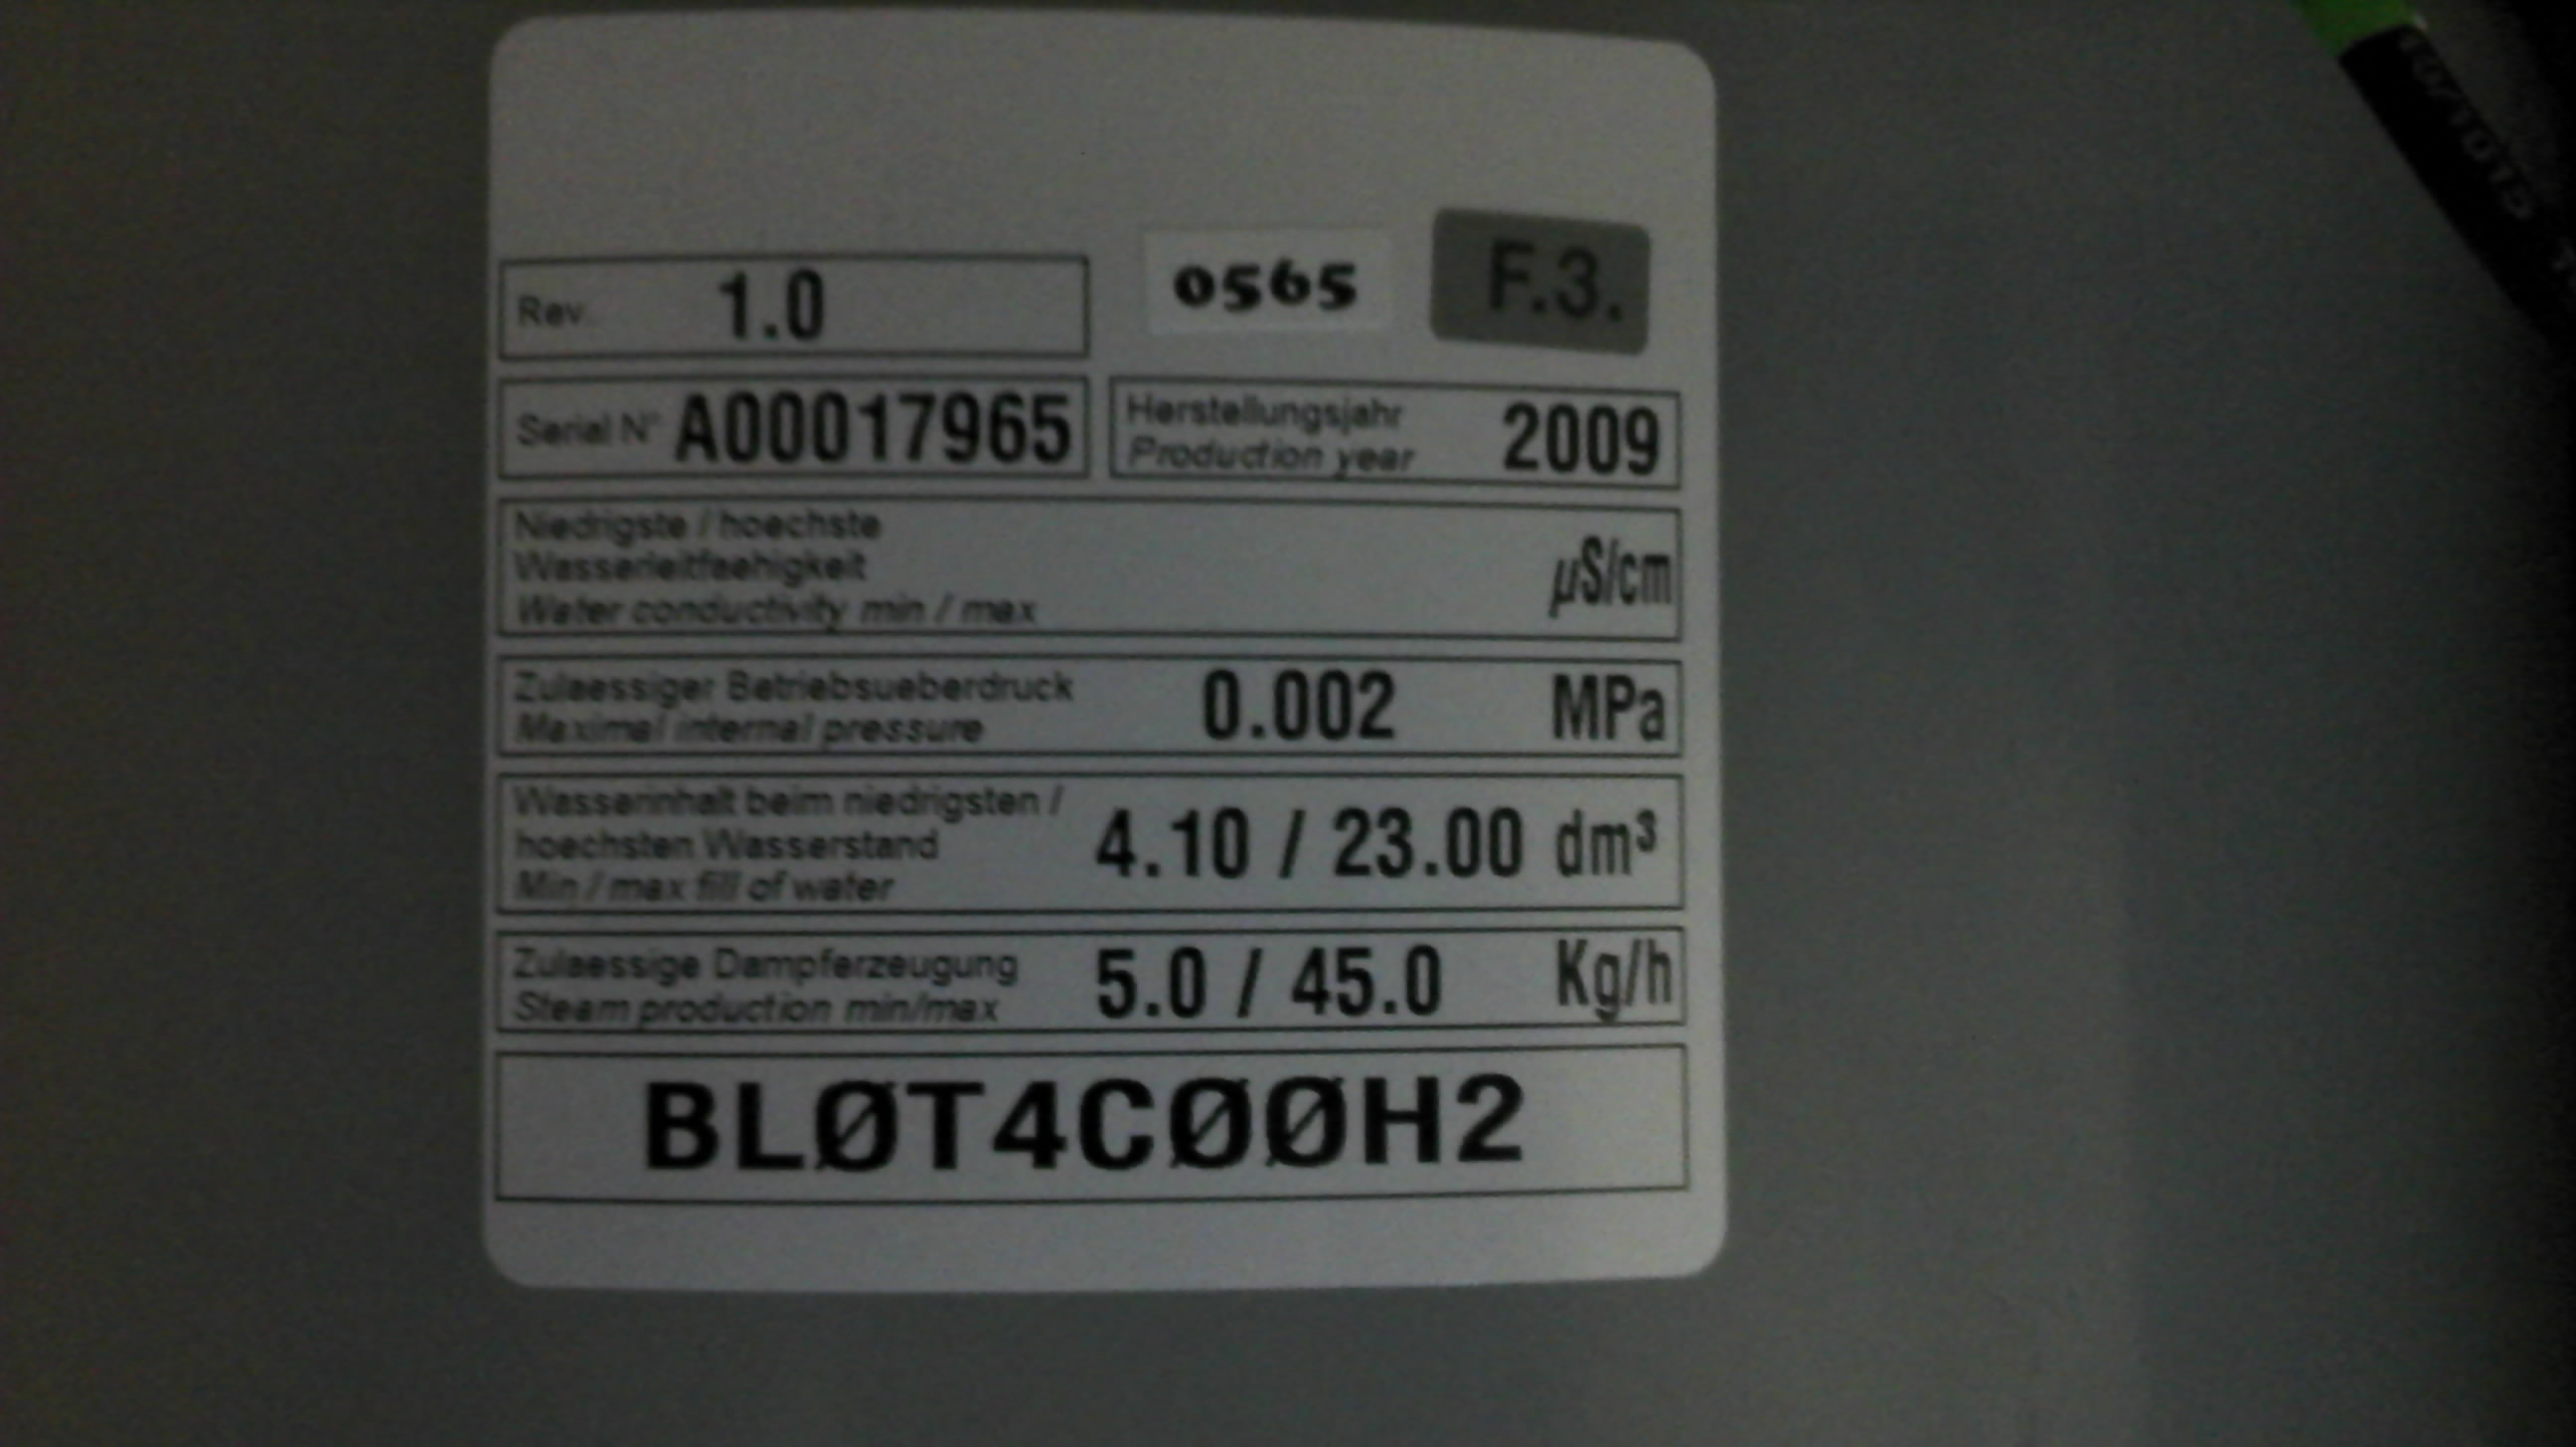 0565
F.3.
Rev. 1.0
Serial N° A00017965
Herstellungsjahr 2009
Production year
Niedrigste / hoechste
Wasserleitfaehigkeit
Water conductivity min / max
µS/cm
Zulaessiger Betriebsueberdruck
Maximal internal pressure
0.002 MPa
Wasserinhalt beim niedrigsten /
hoechsten Wasserstand
Min / max fill of water
4.10 / 23.00 dm³
Zulaessige Dampferzeugung
Steam production min/max
5.0 / 45.0 Kg/h
BLØT4CØØH2